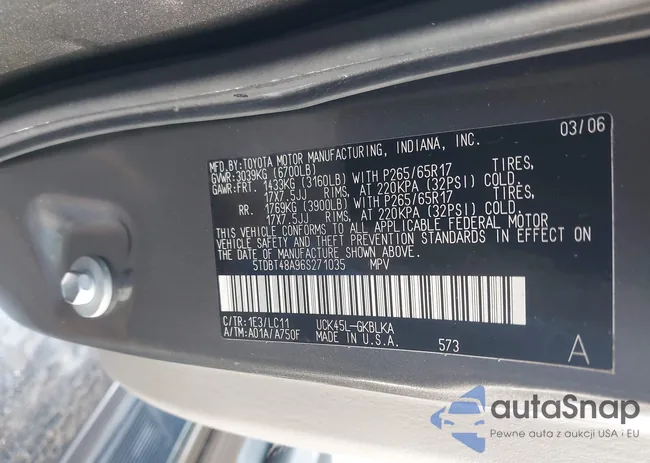 MFD. BY: TOYOTA MOTOR MANUFACTURING, INDIANA, INC. 03/06
GVWR: 3039KG (6700LB)
GAWR: FRT. 1433KG (3160LB) WITH P265/65R17 TIRES,
17X7.5JJ RIMS, AT 220KPA (32PSI) COLD.
RR. 1769KG (3900LB) WITH P265/65R17 TIRES,
17X7.5JJ RIMS, AT 220KPA (32PSI) COLD.
THIS VEHICLE CONFORMS TO ALL APPLICABLE FEDERAL MOTOR
VEHICLE SAFETY AND THEFT PREVENTION STANDARDS IN EFFECT ON
THE DATE OF MANUFACTURE SHOWN ABOVE.
5TDBT48A96S271035 MPV
C/TR: 1E3/LC11 UCK45L-GKBLKA
A/TM: A01A/A750F MADE IN U.S.A. 573 A
autaSnap
Pewne auta z aukcji USA i EU